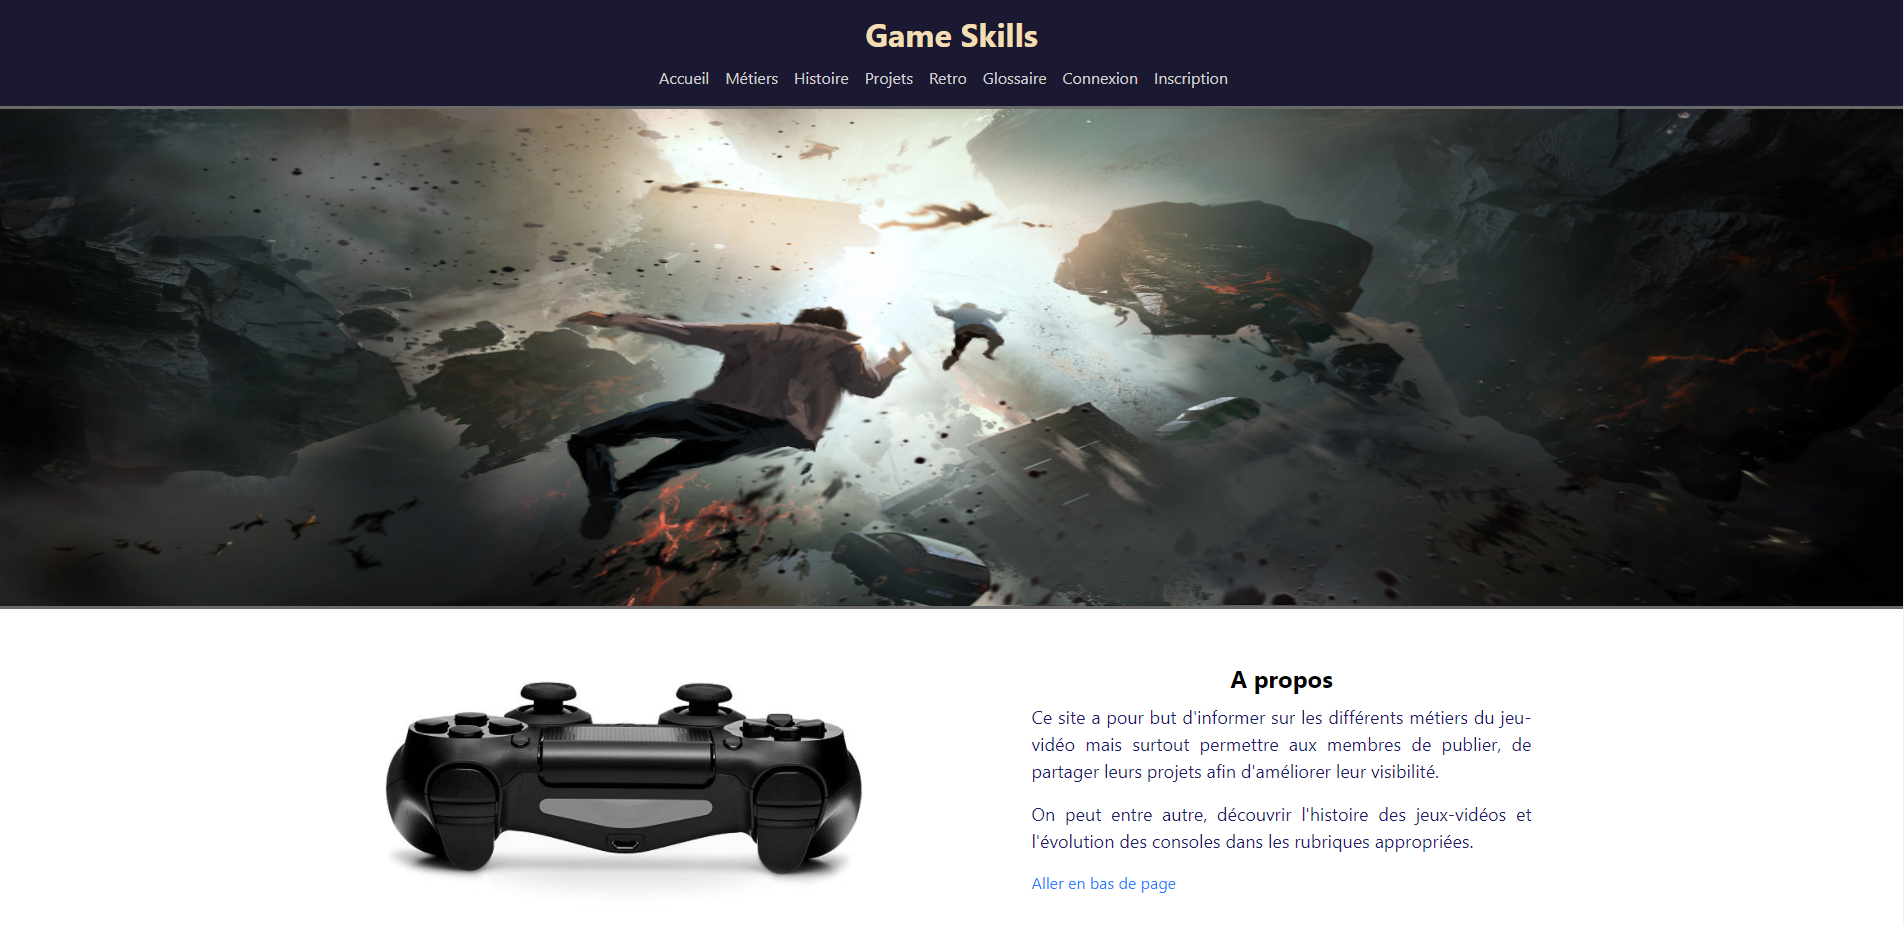 Game Skills
Accueil Métiers Histoire Projets Retro Glossaire Connexion Inscription
A propos
Ce site a pour but d'informer sur les différents métiers du jeu-
vidéo mais surtout permettre aux membres de publier, de
partager leurs projets afin d'améliorer leur visibilité.
On peut entre autre, découvrir l'histoire des jeux-vidéos et
l'évolution des consoles dans les rubriques appropriées.
Aller en bas de page